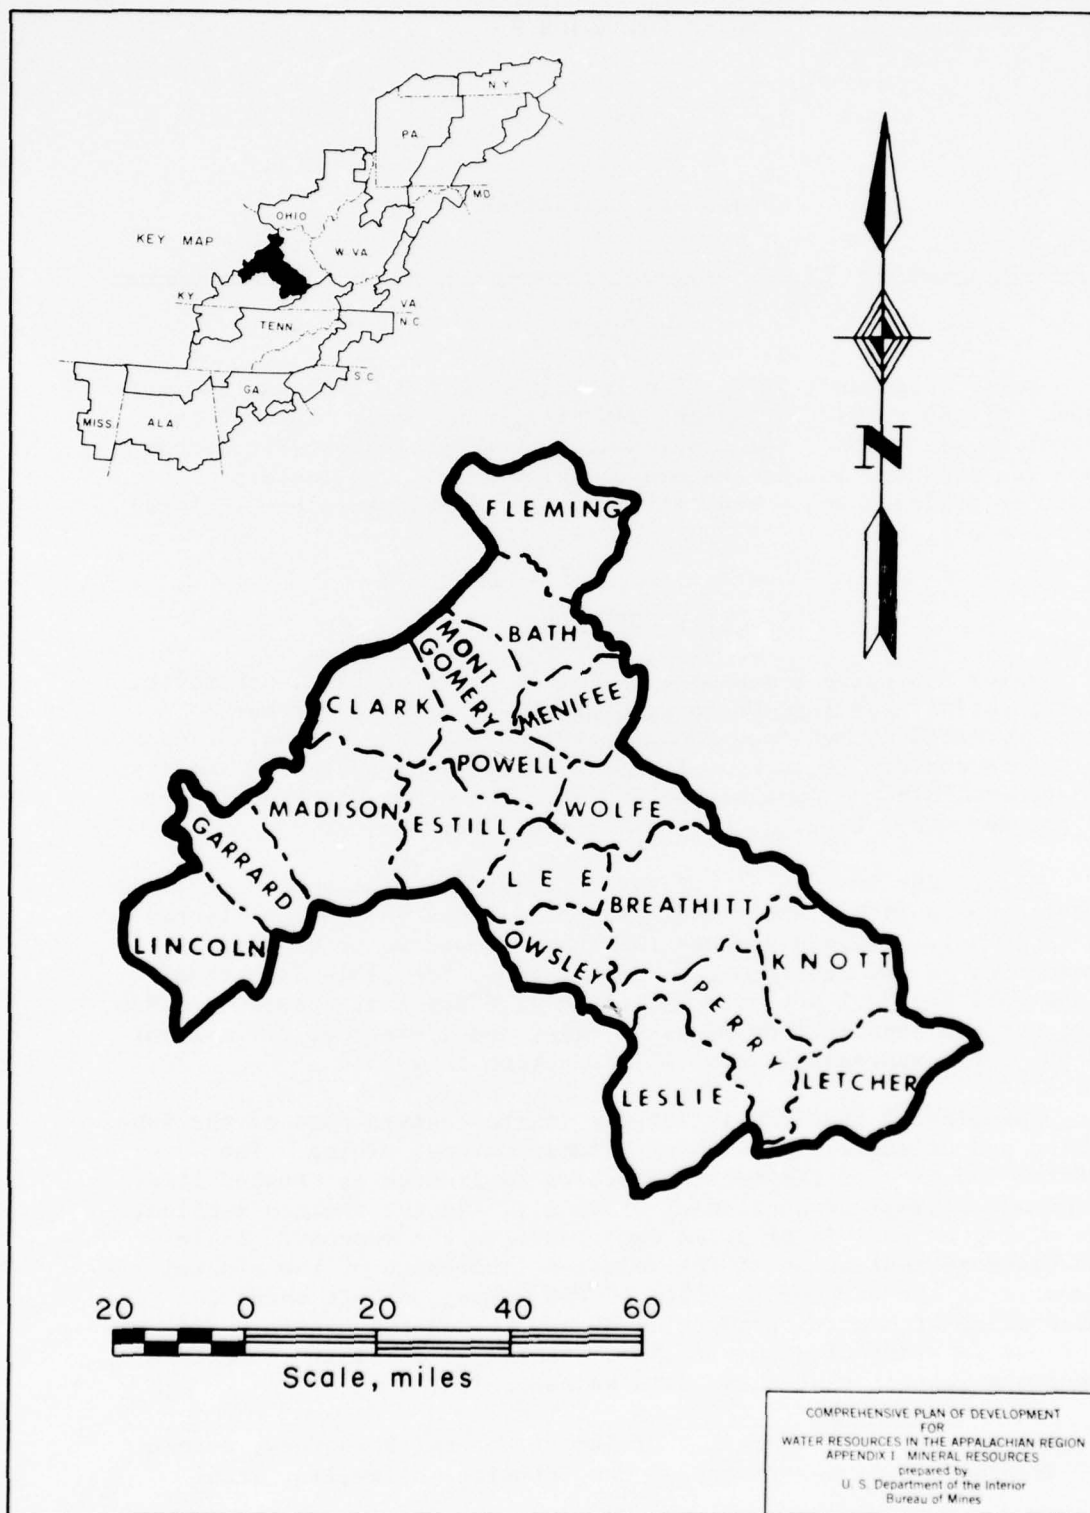 N Y
PA
MD
OHIO
KEY MAP
W VA
KY
VA
N C
TENN
S C
GA
MISS
ALA
N
FLEMING
BATH
MONT
GOMERY
MENIFEE
CLARK
POWELL
MADISON
ESTILL
WOLFE
GARRARD
LEE
BREATHITT
LINCOLN
OWSLEY
KNOTT
PERRY
LESLIE
LETCHER
20 0 20 40 60
Scale, miles
COMPREHENSIVE PLAN OF DEVELOPMENT
FOR
WATER RESOURCES IN THE APPALACHIAN REGION
APPENDIX I MINERAL RESOURCES
prepared by
U. S. Department of the Interior
Bureau of Mines